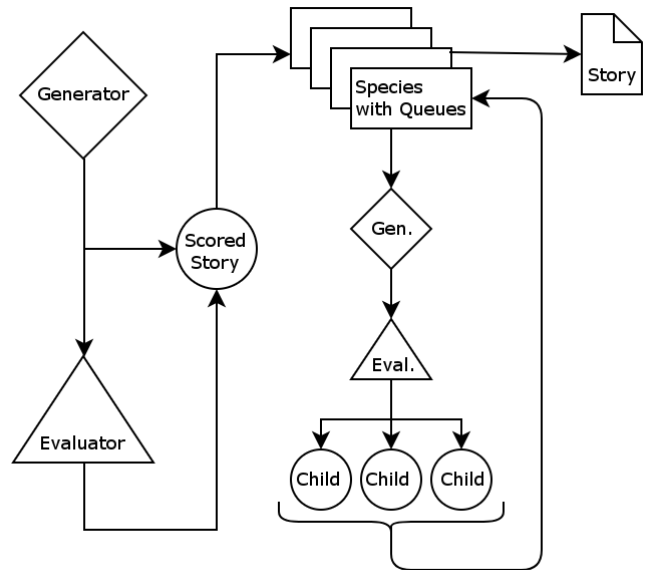 Generator
Species
with Queues
Story
Scored
Story
Gen.
Eval.
Evaluator
Child
Child
Child